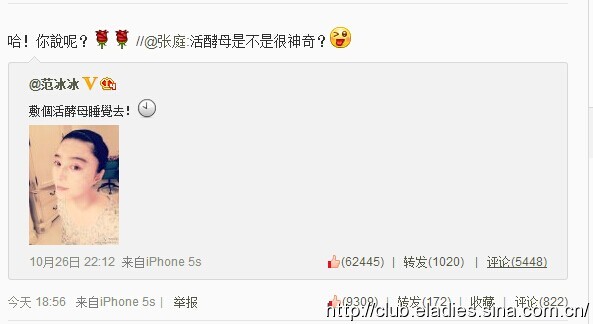 哈！你說呢？ //@张庭:活酵母是不是很神奇？
@范冰冰
敷個活酵母睡覺去！
10月26日 22:12 来自iPhone 5s (62445) | 转发(1020) | 评论(5448)
今天 18:56 来自iPhone 5s | 举报 (9309) | 转发(172) | 收藏 | 评论(822)
http://club.eladies.sina.com.cn/